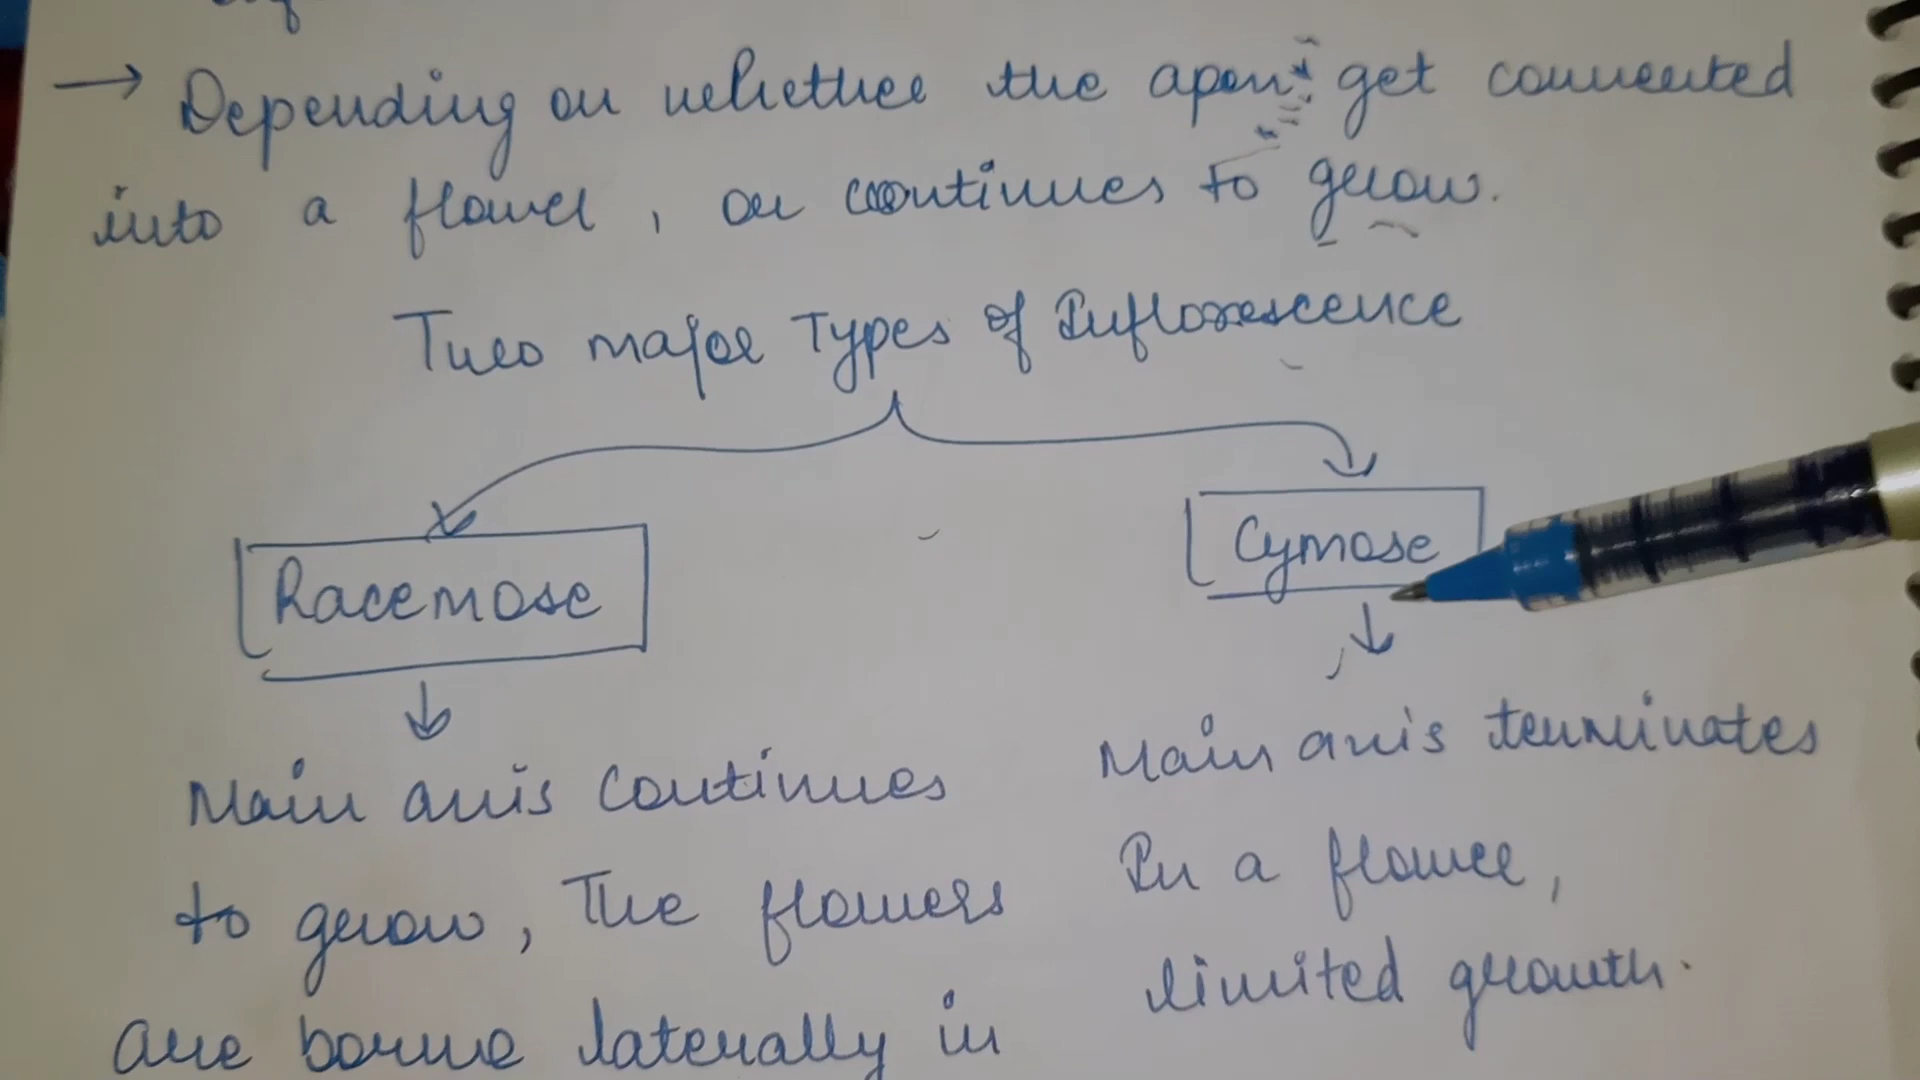 → Depending on whether the apex get converted
into a flower, or continues to grow.
Two major Types of Inflorescence
Racemose
Cymose
Main axis continues
to grow, The flowers
are borne laterally in
Main axis terminates
In a flower,
limited growth.